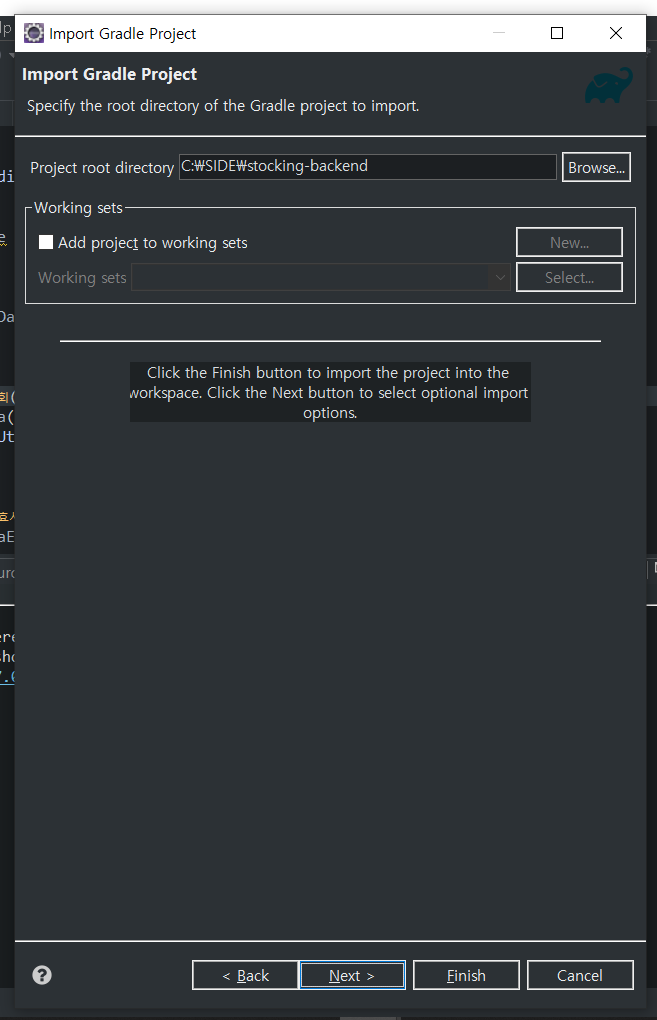 lp
Import Gradle Project
Import Gradle Project
Specify the root directory of the Gradle project to import.
Project root directory C:₩SIDE₩stocking-backend Browse...
Working sets
Add project to working sets New...
Working sets Select...
Click the Finish button to import the project into the
workspace. Click the Next button to select optional import
options.
< Back Next > Finish Cancel